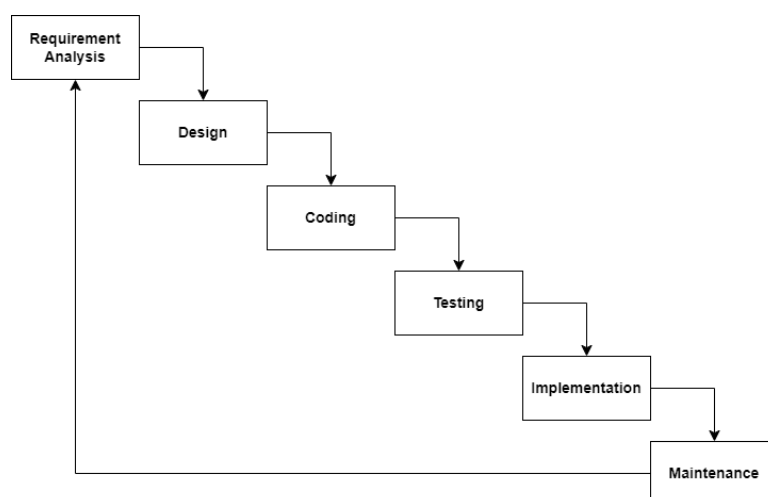 Requirement
Analysis
Design
Coding
Testing
Implementation
Maintenance